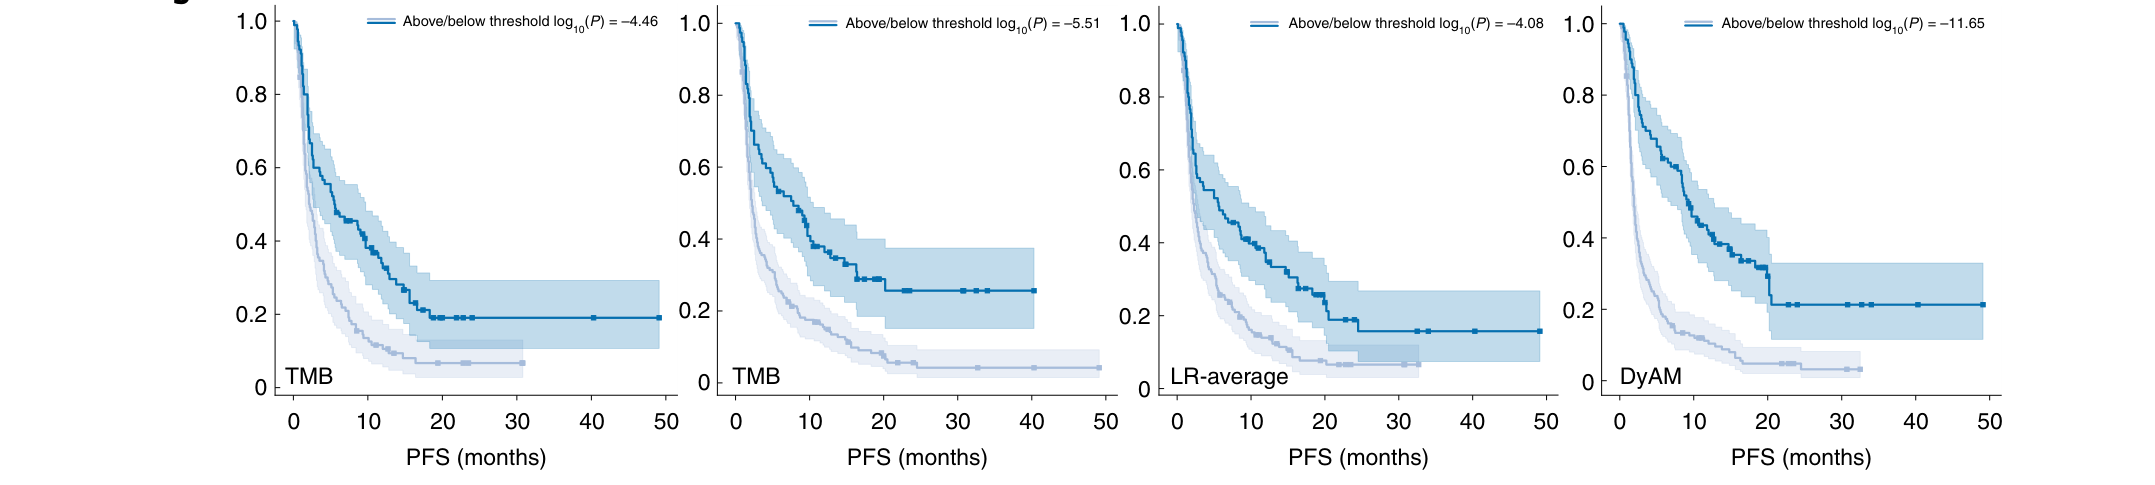 Above/below threshold log10(P) = –4.46
1.0
0.8
0.6
0.4
0.2
0
TMB
0 10 20 30 40 50
PFS (months)
Above/below threshold log10(P) = –5.51
1.0
0.8
0.6
0.4
0.2
0
TMB
0 10 20 30 40 50
PFS (months)
Above/below threshold log10(P) = –4.08
1.0
0.8
0.6
0.4
0.2
0
LR-average
0 10 20 30 40 50
PFS (months)
Above/below threshold log10(P) = –11.65
1.0
0.8
0.6
0.4
0.2
0
DyAM
0 10 20 30 40 50
PFS (months)